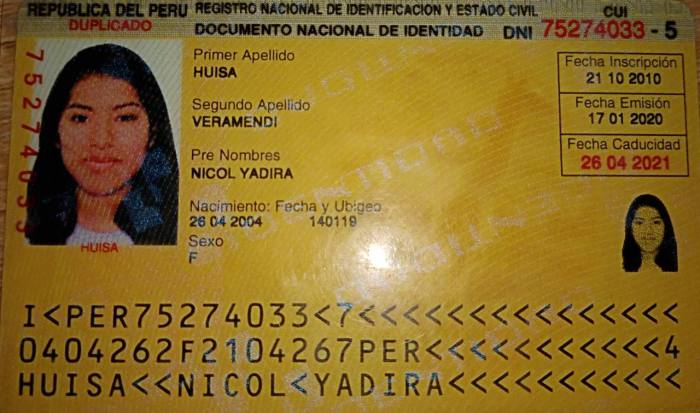 REPUBLICA DEL PERU REGISTRO NACIONAL DE IDENTIFICACION Y ESTADO CIVIL CUI
DUPLICADO DOCUMENTO NACIONAL DE IDENTIDAD DNI 75274033 - 5
75274033
Primer Apellido
HUISA
Segundo Apellido
VERAMENDI
Pre Nombres
NICOL YADIRA
Nacimiento: Fecha y Ubigeo
26 04 2004 140119
Sexo
F
Fecha Inscripción
21 10 2010
Fecha Emisión
17 01 2020
Fecha Caducidad
26 04 2021
HUISA
I<PER75274033<7<<<<<<<<<<<<<<<
0404262F2104267PER<<<<<<<<<<<4
HUISA<<NICOL<YADIRA<<<<<<<<<<<